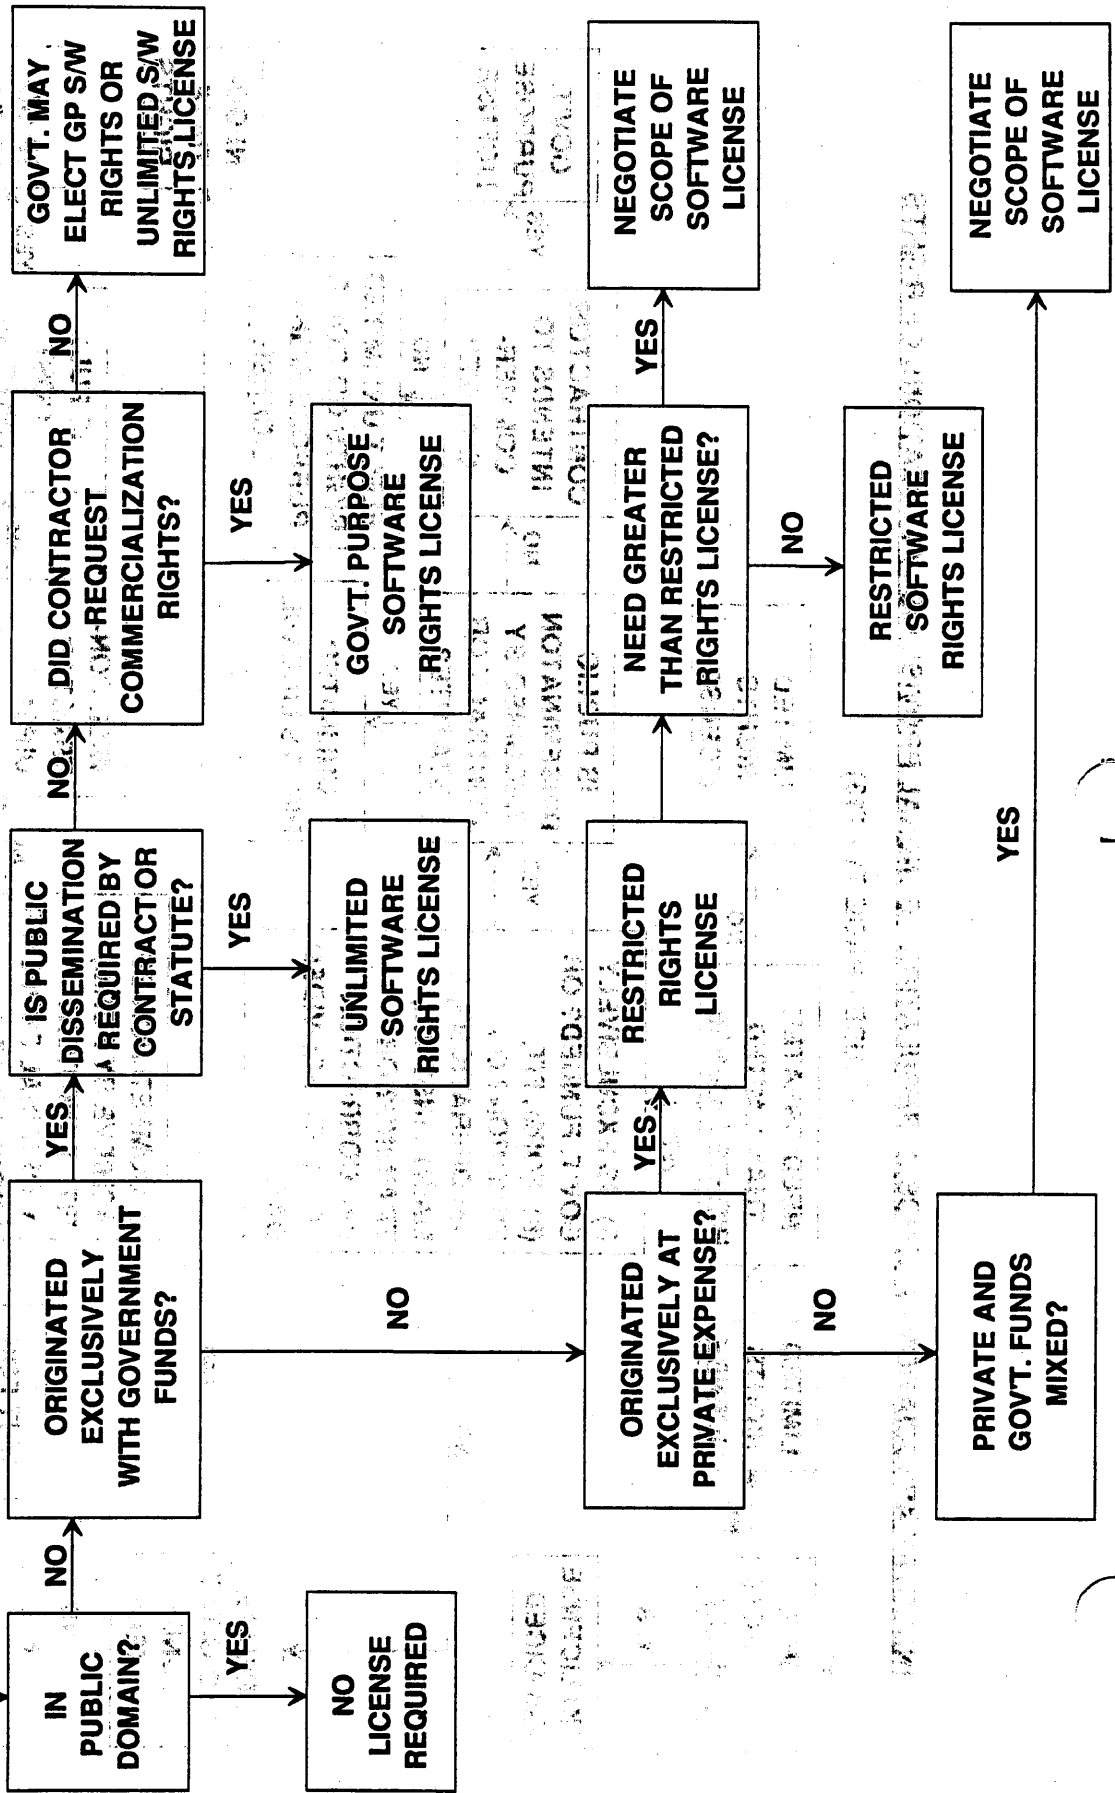 IN
PUBLIC
DOMAIN?
NO
YES
NO
LICENSE
REQUIRED
ORIGINATED
EXCLUSIVELY
WITH GOVERNMENT
FUNDS?
YES
NO
IS PUBLIC
DISSEMINATION
REQUIRED BY
CONTRACT OR
STATUTE?
NO
YES
UNLIMITED
SOFTWARE
RIGHTS LICENSE
DID CONTRACTOR
REQUEST
COMMERCIALIZATION
RIGHTS?
NO
YES
GOV'T. PURPOSE
SOFTWARE
RIGHTS LICENSE
GOV'T. MAY
ELECT GP S/W
RIGHTS OR
UNLIMITED S/W
RIGHTS LICENSE
ORIGINATED
EXCLUSIVELY AT
PRIVATE EXPENSE?
YES
NO
RESTRICTED
RIGHTS
LICENSE
NEED GREATER
THAN RESTRICTED
RIGHTS LICENSE?
YES
NO
NEGOTIATE
SCOPE OF
SOFTWARE
LICENSE
RESTRICTED
SOFTWARE
RIGHTS LICENSE
PRIVATE AND
GOV'T. FUNDS
MIXED?
YES
NEGOTIATE
SCOPE OF
SOFTWARE
LICENSE